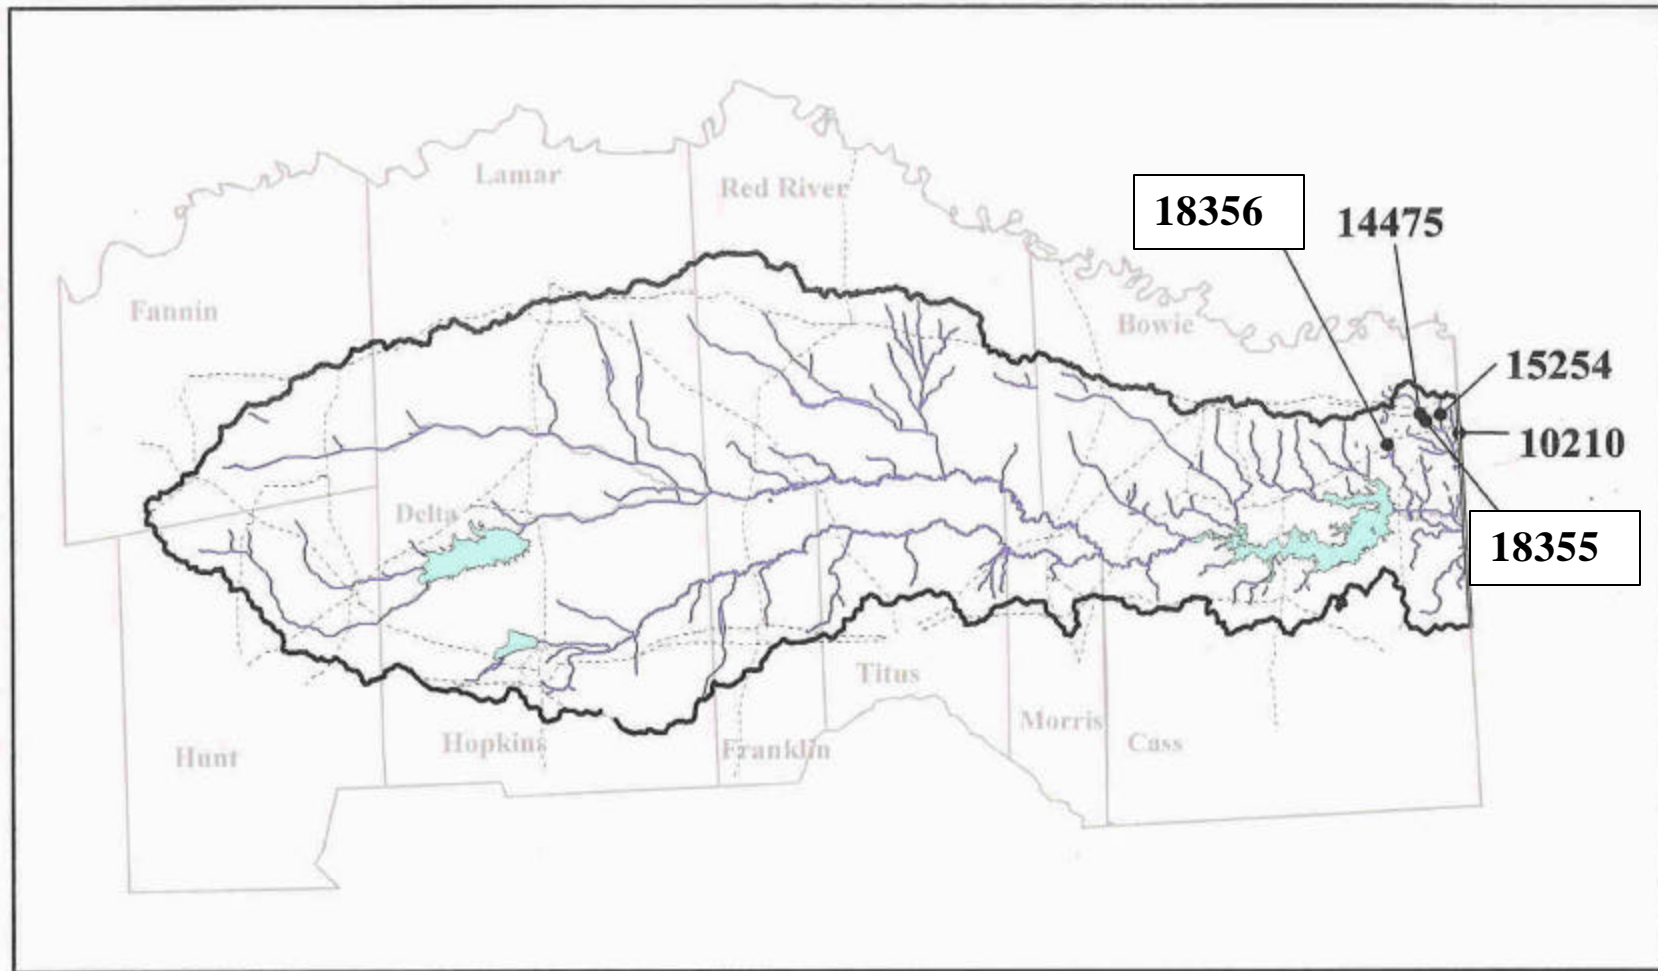 Lamar
Red River
18356
14475
Fannin
Bowie
15254
10210
Delta
18355
Titus
Morris
Hunt
Hopkins
Franklin
Cass